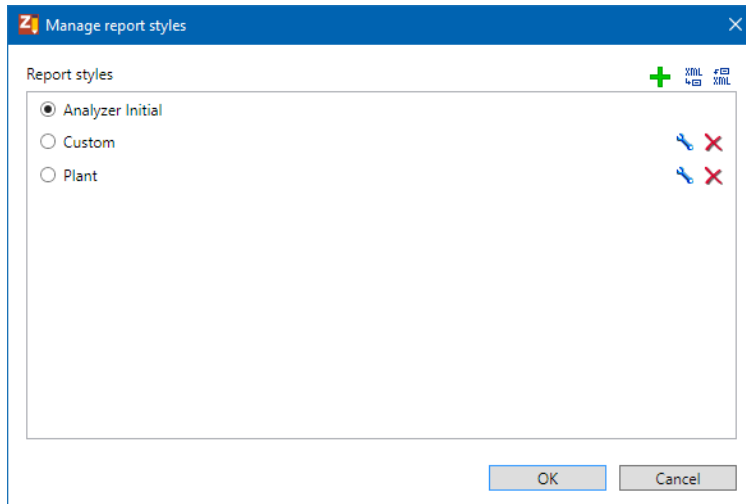 Z Manage report styles
Report styles
XML XML
Analyzer Initial
Custom
Plant
OK Cancel